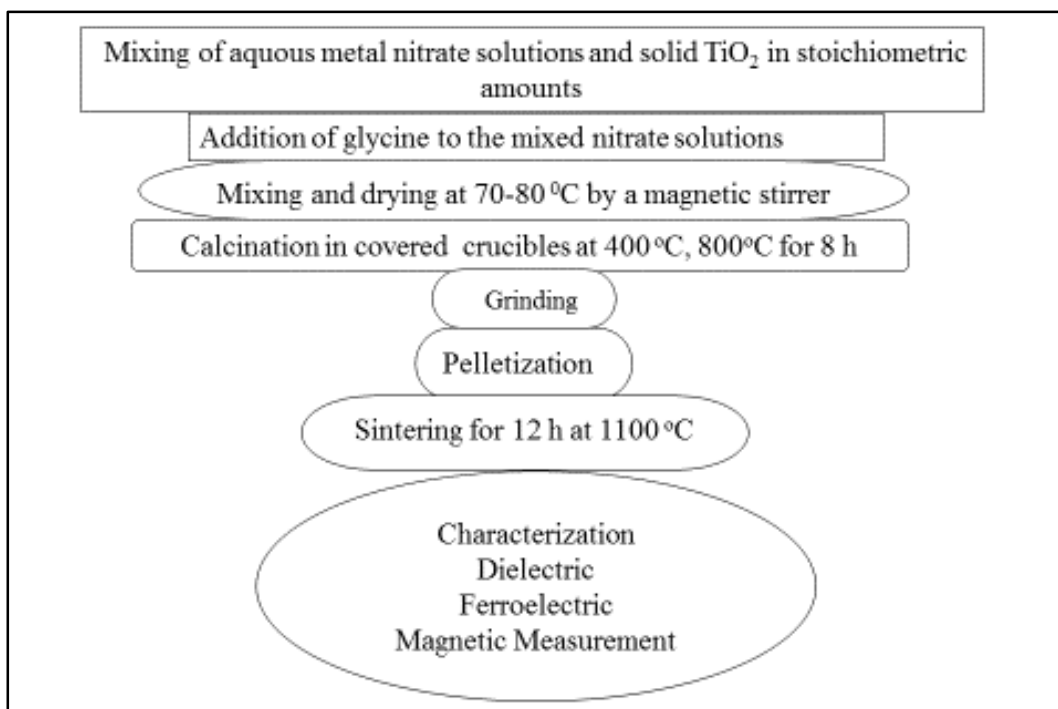 Mixing of aquous metal nitrate solutions and solid TiO₂ in stoichiometric
amounts
Addition of glycine to the mixed nitrate solutions
Mixing and drying at 70-80 ⁰C by a magnetic stirrer
Calcination in covered crucibles at 400 ᵒC, 800ᵒC for 8 h
Grinding
Pelletization
Sintering for 12 h at 1100 ᵒC
Characterization
Dielectric
Ferroelectric
Magnetic Measurement